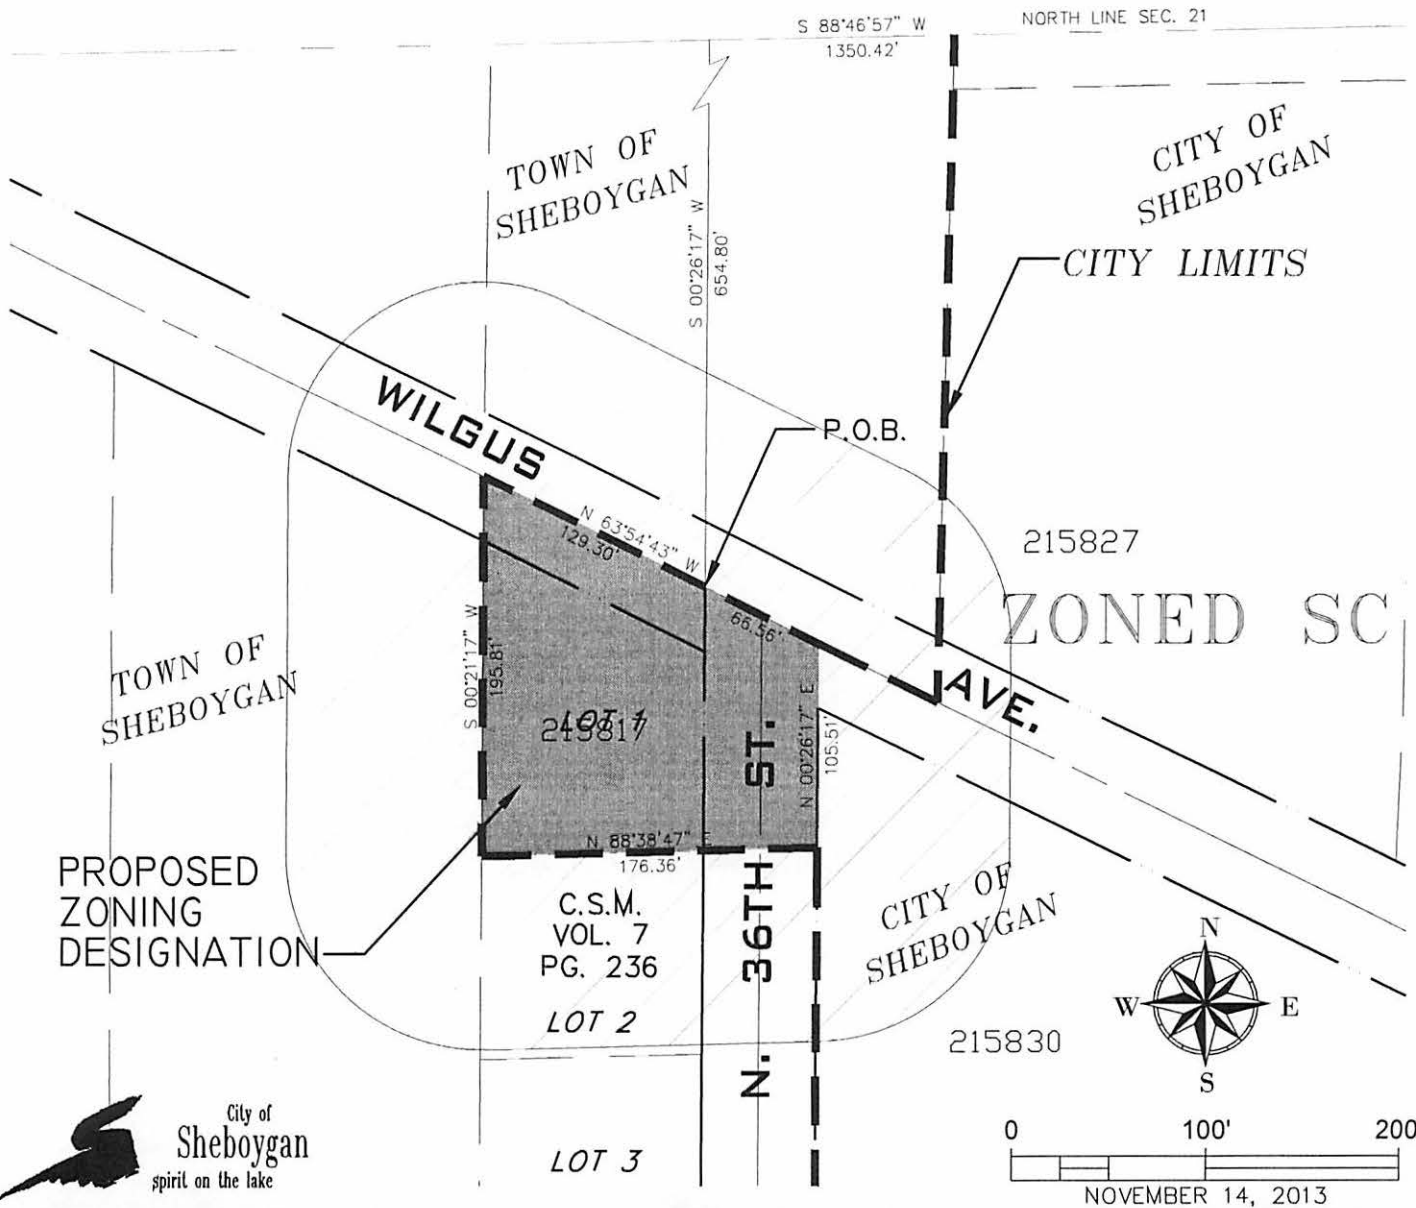 S 88°46'57" W
1350.42'
NORTH LINE SEC. 21
TOWN OF
SHEBOYGAN
CITY OF
SHEBOYGAN
S 00°26'17" W
654.80'
CITY LIMITS
WILGUS
P.O.B.
N 63°54'43" W
129.30'
66.56'
215827
ZONED SC
TOWN OF
SHEBOYGAN
S 00°21'17" W
195.81'
LOT 1
215817
AVE.
N 00°26'17" E
105.51'
N 88°38'47" E
176.36'
PROPOSED
ZONING
DESIGNATION
C.S.M.
VOL. 7
PG. 236
N. 36TH ST.
CITY OF
SHEBOYGAN
LOT 2
215830
N
W
E
S
City of
Sheboygan
spirit on the lake
LOT 3
0 100' 200
NOVEMBER 14, 2013